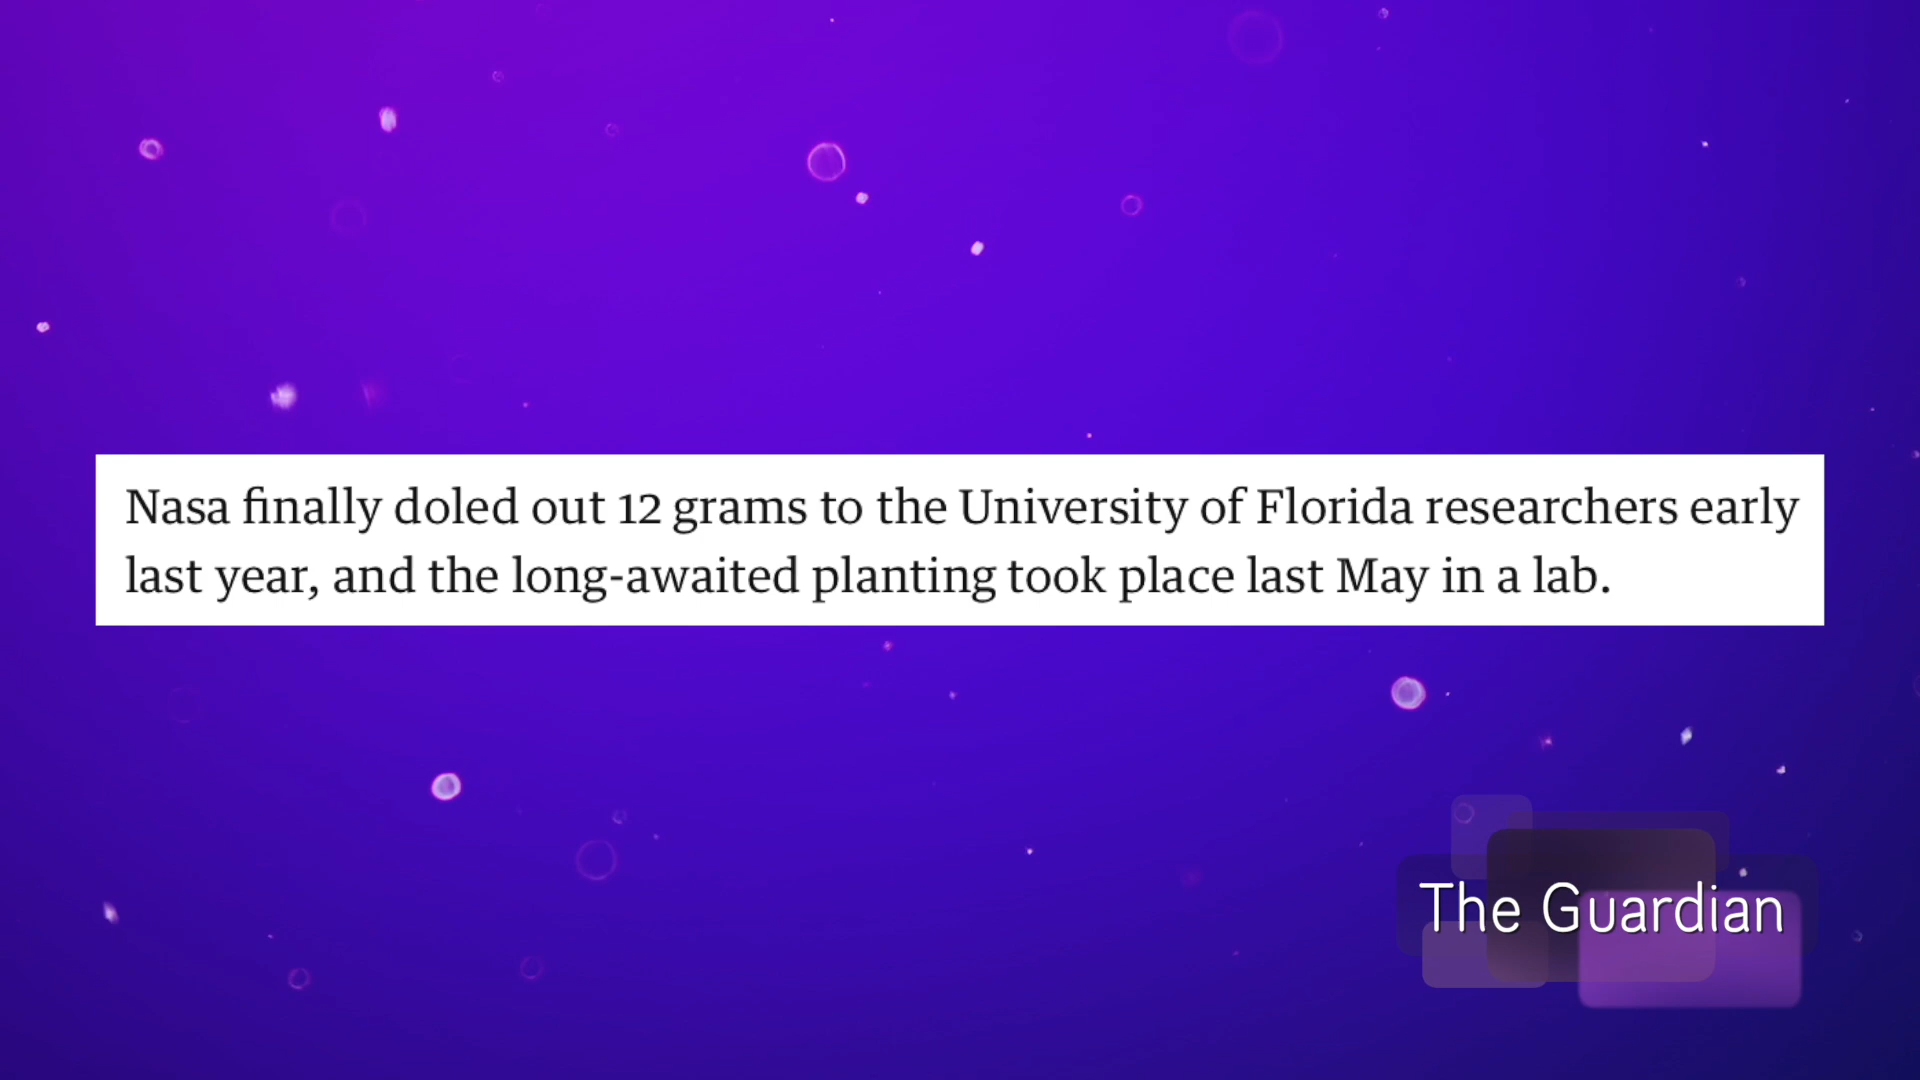 Nasa finally doled out 12 grams to the University of Florida researchers early
last year, and the long-awaited planting took place last May in a lab.
The Guardian